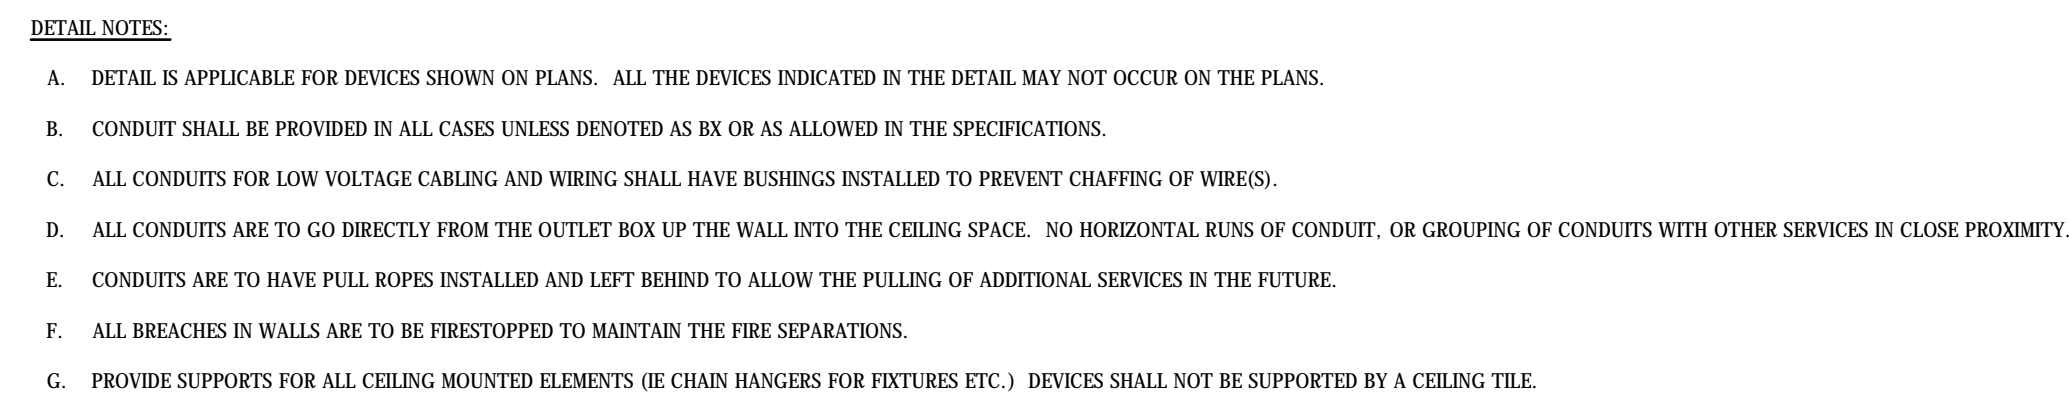 DETAIL NOTES:
A. DETAIL IS APPLICABLE FOR DEVICES SHOWN ON PLANS. ALL THE DEVICES INDICATED IN THE DETAIL MAY NOT OCCUR ON THE PLANS.
B. CONDUIT SHALL BE PROVIDED IN ALL CASES UNLESS DENOTED AS BX OR AS ALLOWED IN THE SPECIFICATIONS.
C. ALL CONDUITS FOR LOW VOLTAGE CABLING AND WIRING SHALL HAVE BUSHINGS INSTALLED TO PREVENT CHAFFING OF WIRE(S).
D. ALL CONDUITS ARE TO GO DIRECTLY FROM THE OUTLET BOX UP THE WALL INTO THE CEILING SPACE. NO HORIZONTAL RUNS OF CONDUIT, OR GROUPING OF CONDUITS WITH OTHER SERVICES IN CLOSE PROXIMITY.
E. CONDUITS ARE TO HAVE PULL ROPES INSTALLED AND LEFT BEHIND TO ALLOW THE PULLING OF ADDITIONAL SERVICES IN THE FUTURE.
F. ALL BREACHES IN WALLS ARE TO BE FIRESTOPPED TO MAINTAIN THE FIRE SEPARATIONS.
G. PROVIDE SUPPORTS FOR ALL CEILING MOUNTED ELEMENTS (IE CHAIN HANGERS FOR FIXTURES ETC.) DEVICES SHALL NOT BE SUPPORTED BY A CEILING TILE.